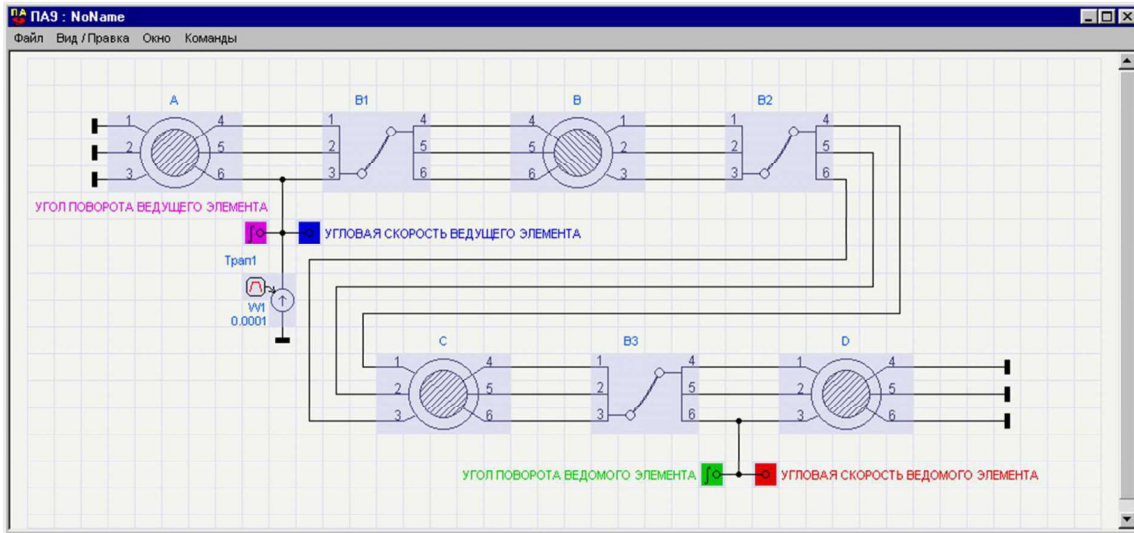 ПА9 : NoName
Файл Вид / Правка Окно Команды
A B1 B B2
1 4 1 4 4 1 1 4
2 5 2 5 5 2 2 5
3 6 3 6 6 3 3 6
УГОЛ ПОВОРОТА ВЕДУЩЕГО ЭЛЕМЕНТА
УГЛОВАЯ СКОРОСТЬ ВЕДУЩЕГО ЭЛЕМЕНТА
Трап1
W1
0.0001
C B3 D
1 4 1 4 1 4
2 5 2 5 2 5
3 6 3 6 3 6
УГОЛ ПОВОРОТА ВЕДОМОГО ЭЛЕМЕНТА УГЛОВАЯ СКОРОСТЬ ВЕДОМОГО ЭЛЕМЕНТА